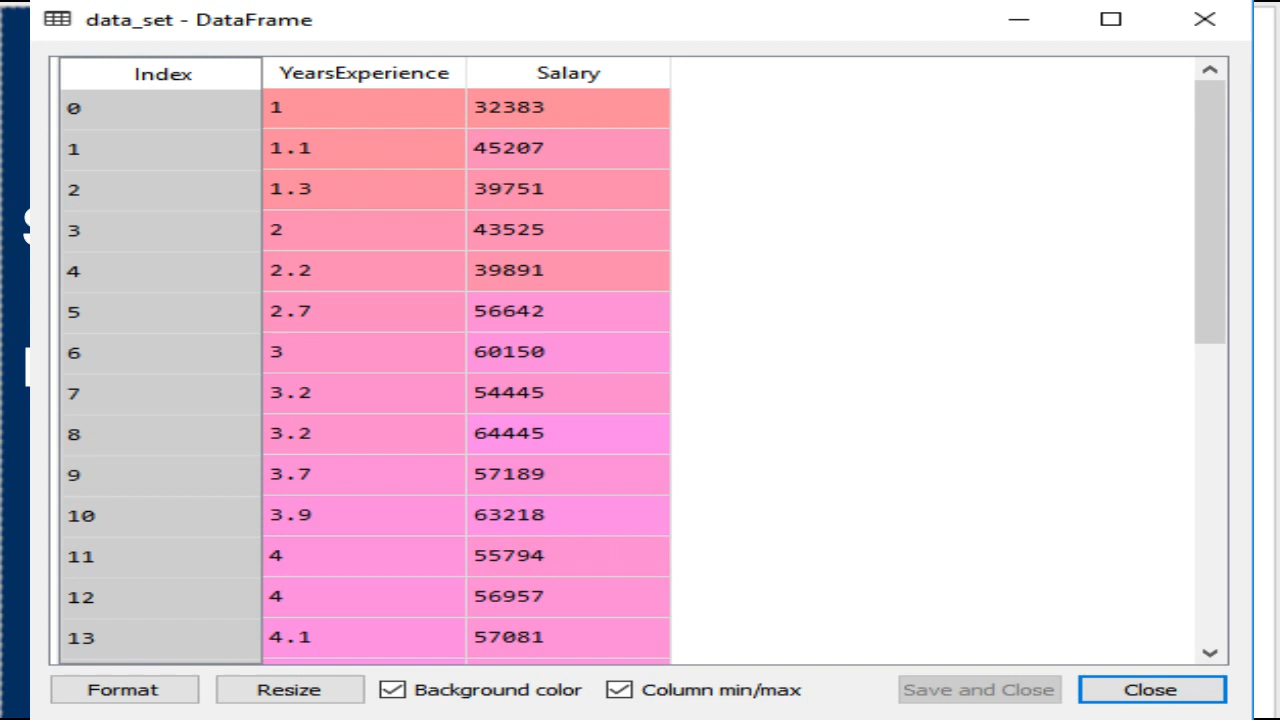 data_set - DataFrame
Index YearsExperience Salary
0 1 32383
1 1.1 45207
2 1.3 39751
3 2 43525
4 2.2 39891
5 2.7 56642
6 3 60150
7 3.2 54445
8 3.2 64445
9 3.7 57189
10 3.9 63218
11 4 55794
12 4 56957
13 4.1 57081
Format Resize Background color Column min/max Save and Close Close